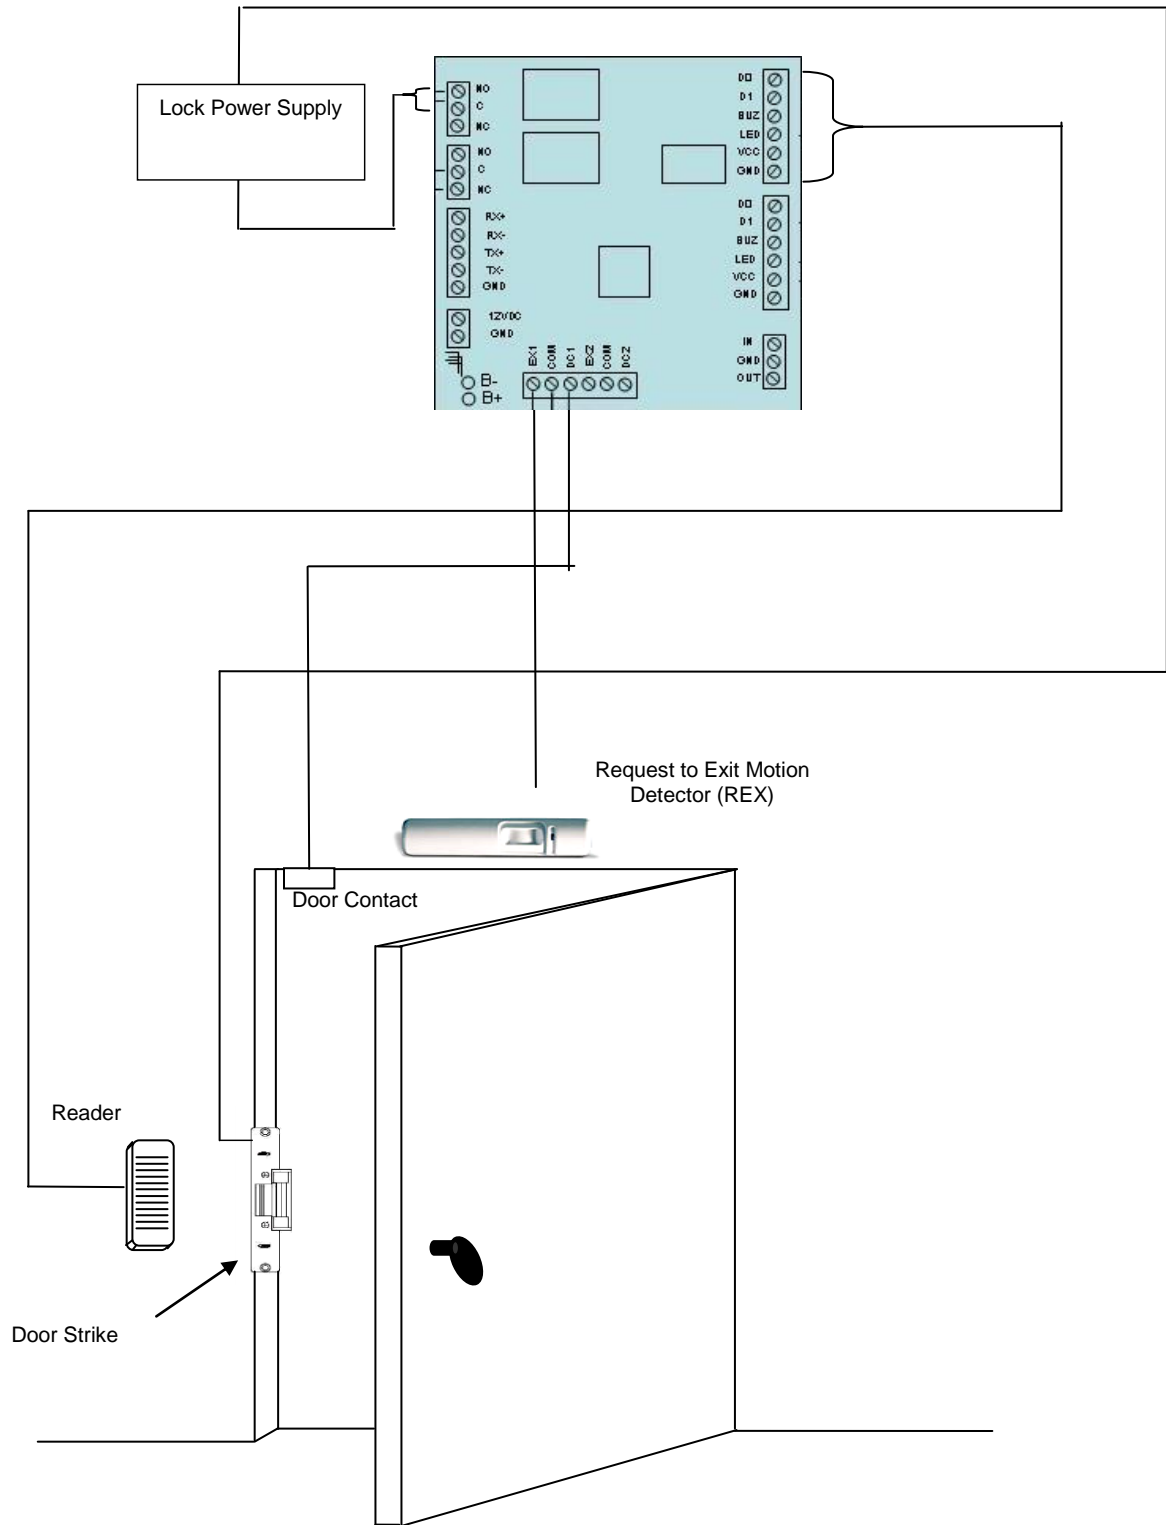 Lock Power Supply
NO
C
NC
NO
C
NC
RX+
RX-
TX+
TX-
GND
12VDC
GND
B-
B+
EX1
COM
DC1
EX2
COM
DC2
D0
D1
BUZ
LED
VCC
GND
D0
D1
BUZ
LED
VCC
GND
IN
GND
OUT
Request to Exit Motion
Detector (REX)
Door Contact
Reader
Door Strike